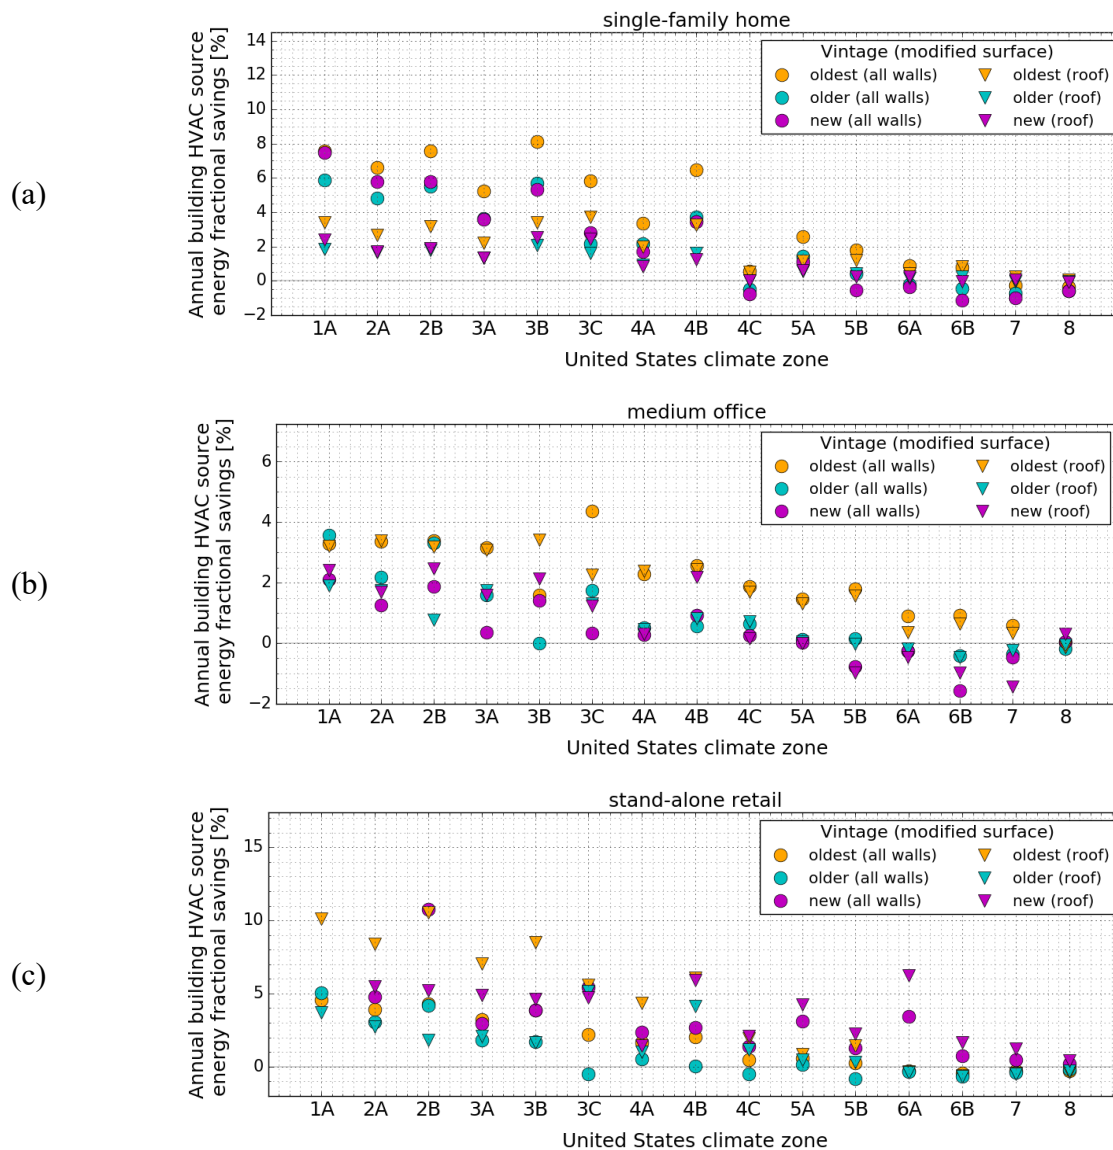 (a)
single-family home
Annual building HVAC source
energy fractional savings [%]
14
12
10
8
6
4
2
0
−2
Vintage (modified surface)
oldest (all walls) oldest (roof)
older (all walls) older (roof)
new (all walls) new (roof)
1A 2A 2B 3A 3B 3C 4A 4B 4C 5A 5B 6A 6B 7 8
United States climate zone
(b)
medium office
Annual building HVAC source
energy fractional savings [%]
6
4
2
0
−2
Vintage (modified surface)
oldest (all walls) oldest (roof)
older (all walls) older (roof)
new (all walls) new (roof)
1A 2A 2B 3A 3B 3C 4A 4B 4C 5A 5B 6A 6B 7 8
United States climate zone
(c)
stand-alone retail
Annual building HVAC source
energy fractional savings [%]
15
10
5
0
Vintage (modified surface)
oldest (all walls) oldest (roof)
older (all walls) older (roof)
new (all walls) new (roof)
1A 2A 2B 3A 3B 3C 4A 4B 4C 5A 5B 6A 6B 7 8
United States climate zone